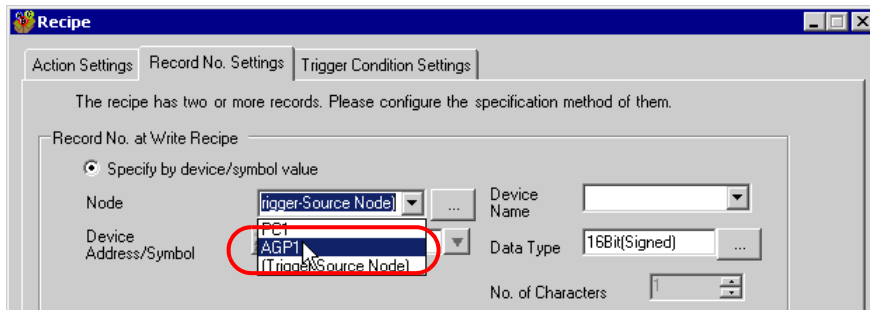 Recipe
Action Settings Record No. Settings Trigger Condition Settings
The recipe has two or more records. Please configure the specification method of them.
Record No. at Write Recipe
Specify by device/symbol value
Node rigger-Source Node) ... Device Name
PC1
Device Address/Symbol AGP1 Data Type 16Bit(Signed) ...
(Trigger-Source Node)
No. of Characters 1